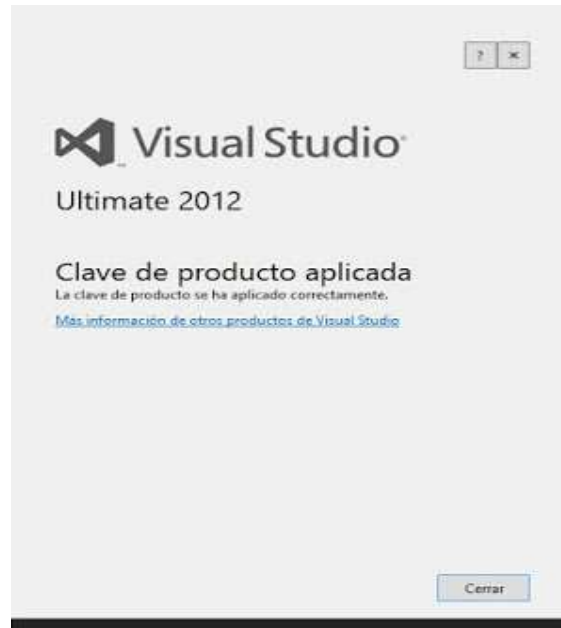 ?
Visual Studio
Ultimate 2012
Clave de producto aplicada
La clave de producto se ha aplicado correctamente.
Más información de otros productos de Visual Studio
Cerrar